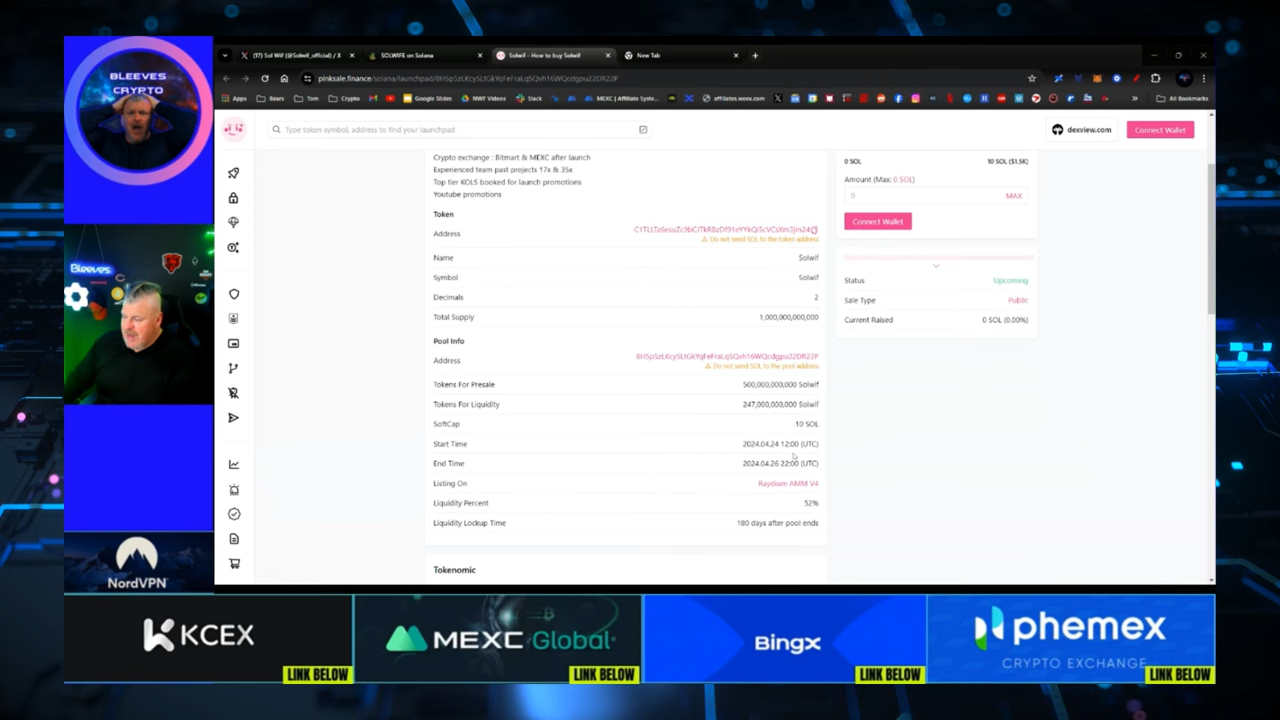 BLEEVES
CRYPTO
Bleeves
NordVPN
(17) Sol Wif (@Solwif_official) / X
SOLWIFE on Solana
Solwif - How to buy Solwif
New Tab
Apps
Bears
Tom
Crypto
Google Slides
NWF Videos
Slack
MEXC | Affiliate Syste...
affiliates.weex.com
All Bookmarks
Type token symbol, address to find your launchpad
dexview.com
Connect Wallet
Crypto exchange : Bitmart & MEXC after launch
Experienced team past projects 17x & 35x
Top tier KOLS booked for launch promotions
Youtube promotions
Token
Address
⚠ Do not send SOL to the token address
Name Solwif
Symbol Solwif
Decimals 2
Total Supply 1,000,000,000,000
Pool Info
Address
⚠ Do not send SOL to the pool address
Tokens For Presale 500,000,000,000 Solwif
Tokens For Liquidity 247,000,000,000 Solwif
SoftCap 10 SOL
Start Time 2024.04.24 12:00 (UTC)
End Time 2024.04.26 22:00 (UTC)
Listing On Raydium AMM V4
Liquidity Percent 52%
Liquidity Lockup Time 180 days after pool ends
Tokenomic
0 SOL 10 SOL ($1.5K)
Amount (Max: 0 SOL)
0 MAX
Connect Wallet
Status Upcoming
Sale Type Public
Current Raised 0 SOL (0.00%)
KCEX
LINK BELOW
MEXC Global
LINK BELOW
BingX
LINK BELOW
phemex
CRYPTO EXCHANGE
LINK BELOW